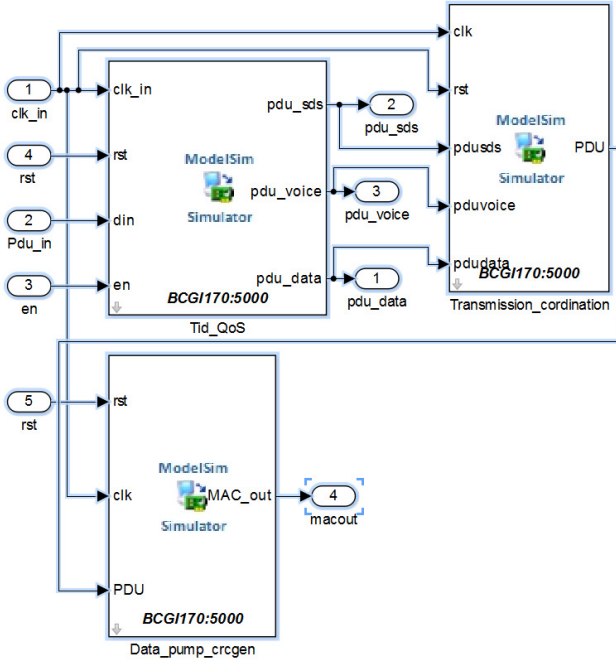 1
clk_in
4
rst
2
Pdu_in
3
en
clk_in
rst
din
en
ModelSim
Simulator
pdu_sds
pdu_voice
pdu_data
BCGI170:5000
Tid_QoS
2
pdu_sds
3
pdu_voice
1
pdu_data
clk
rst
pdusds
pduvoice
pdudata
ModelSim
Simulator
PDU
BCGI170:5000
Transmission_cordination
5
rst
rst
clk
PDU
ModelSim
Simulator
MAC_out
BCGI170:5000
Data_pump_crcgen
4
macout